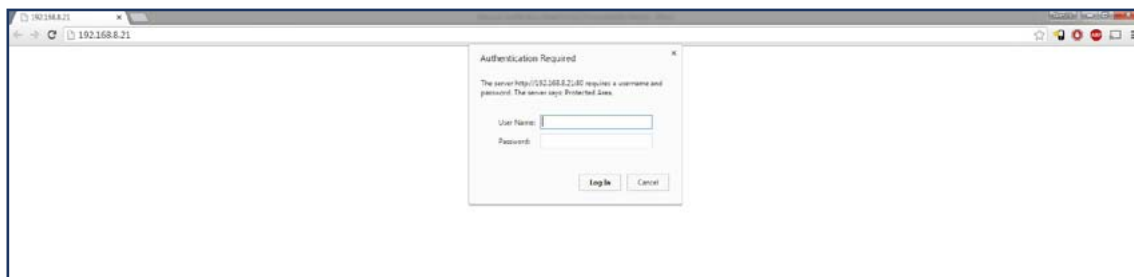 192.168.8.21
192.168.8.21
Authentication Required
The server http://192.168.8.21:80 requires a username and
password. The server says: Protected Area.
User Name:
Password:
Log In
Cancel